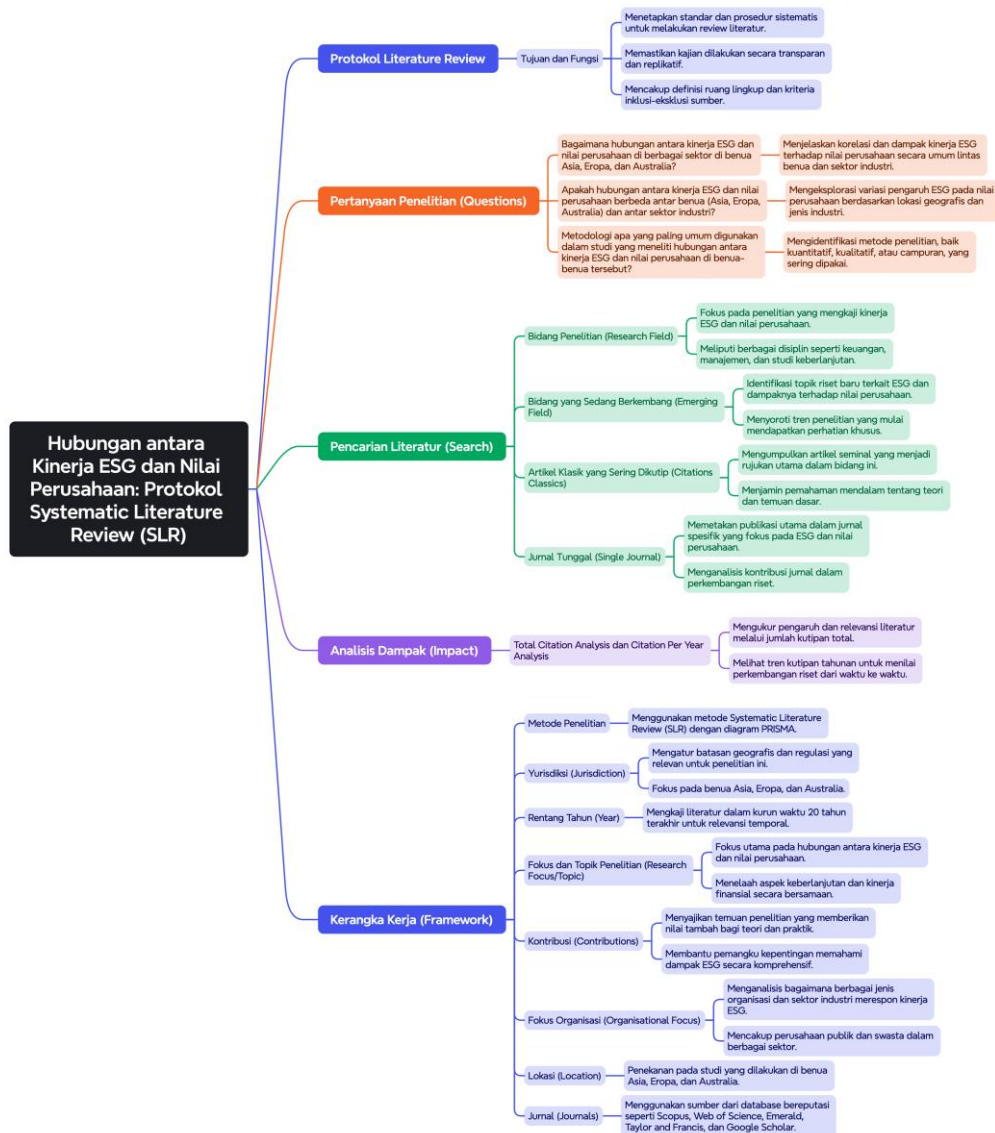 Hubungan antara
Kinerja ESG dan Nilai
Perusahaan: Protokol
Systematic Literature
Review (SLR)
Protokol Literature Review
Tujuan dan Fungsi
Menetapkan standar dan prosedur sistematis
untuk melakukan review literatur.
Memastikan kajian dilakukan secara transparan
dan replikatif.
Mencakup definisi ruang lingkup dan kriteria
inklusi-eksklusi sumber.
Pertanyaan Penelitian (Questions)
Bagaimana hubungan antara kinerja ESG dan
nilai perusahaan di berbagai sektor di benua
Asia, Eropa, dan Australia?
Menjelaskan korelasi dan dampak kinerja ESG
terhadap nilai perusahaan secara umum lintas
benua dan sektor industri.
Apakah hubungan antara kinerja ESG dan nilai
perusahaan berbeda antar benua (Asia, Eropa,
Australia) dan antar sektor industri?
Mengeksplorasi variasi pengaruh ESG pada nilai
perusahaan berdasarkan lokasi geografis dan
jenis industri.
Metodologi apa yang paling umum digunakan
dalam studi yang meneliti hubungan antara
kinerja ESG dan nilai perusahaan di benua-
benua tersebut?
Mengidentifikasi metode penelitian, baik
kuantitatif, kualitatif, atau campuran, yang
sering dipakai.
Pencarian Literatur (Search)
Bidang Penelitian (Research Field)
Fokus pada penelitian yang mengkaji kinerja
ESG dan nilai perusahaan.
Meliputi berbagai disiplin seperti keuangan,
manajemen, dan studi keberlanjutan.
Bidang yang Sedang Berkembang (Emerging
Field)
Identifikasi topik riset baru terkait ESG dan
dampaknya terhadap nilai perusahaan.
Menyoroti tren penelitian yang mulai
mendapatkan perhatian khusus.
Artikel Klasik yang Sering Dikutip (Citations
Classics)
Mengumpulkan artikel seminal yang menjadi
rujukan utama dalam bidang ini.
Menjamin pemahaman mendalam tentang teori
dan temuan dasar.
Jurnal Tunggal (Single Journal)
Memetakan publikasi utama dalam jurnal
spesifik yang fokus pada ESG dan nilai
perusahaan.
Menganalisis kontribusi jurnal dalam
perkembangan riset.
Analisis Dampak (Impact)
Total Citation Analysis dan Citation Per Year
Analysis
Mengukur pengaruh dan relevansi literatur
melalui jumlah kutipan total.
Melihat tren kutipan tahunan untuk menilai
perkembangan riset dari waktu ke waktu.
Kerangka Kerja (Framework)
Metode Penelitian
Menggunakan metode Systematic Literature
Review (SLR) dengan diagram PRISMA.
Yurisdiksi (Jurisdiction)
Mengatur batasan geografis dan regulasi yang
relevan untuk penelitian ini.
Fokus pada benua Asia, Eropa, dan Australia.
Rentang Tahun (Year)
Mengkaji literatur dalam kurun waktu 20 tahun
terakhir untuk relevansi temporal.
Fokus dan Topik Penelitian (Research
Focus/Topic)
Fokus utama pada hubungan antara kinerja ESG
dan nilai perusahaan.
Menelaah aspek keberlanjutan dan kinerja
finansial secara bersamaan.
Kontribusi (Contributions)
Menyajikan temuan penelitian yang memberikan
nilai tambah bagi teori dan praktik.
Membantu pemangku kepentingan memahami
dampak ESG secara komprehensif.
Fokus Organisasi (Organisational Focus)
Menganalisis bagaimana berbagai jenis
organisasi dan sektor industri merespon kinerja
ESG.
Mencakup perusahaan publik dan swasta dalam
berbagai sektor.
Lokasi (Location)
Penekanan pada studi yang dilakukan di benua
Asia, Eropa, dan Australia.
Jurnal (Journals)
Menggunakan sumber dari database bereputasi
seperti Scopus, Web of Science, Emerald,
Taylor and Francis, dan Google Scholar.